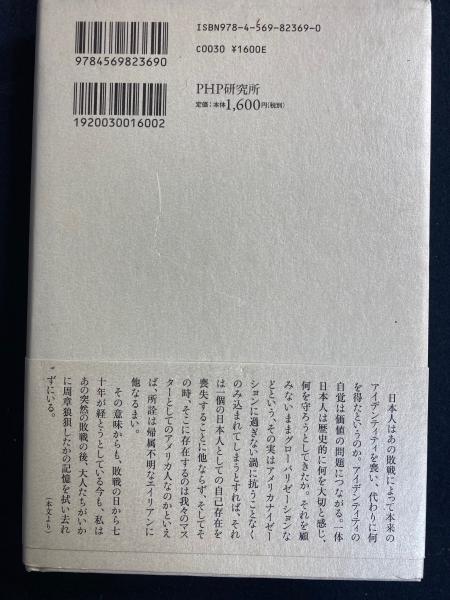 ISBN978-4-569-82369-0
C0030 ¥1600E
9784569823690
PHP研究所
定価：本体1,600円(税別)
1920030016002
日本人はあの敗戦によって本来の
アイデンティティを喪い、代わりに何
を得たというのか。アイデンティティの
自覚は価値の問題につながる。一体
日本人は歴史的に何を大切と感じ、
何を守ろうとしてきたか。それを顧
みないままグローバリゼーションな
どという、その実はアメリカナイゼー
ションに過ぎない渦に抗うことなく
のみ込まれてしまうとすれば、それ
は一個の日本人としての自己存在を
喪失することに他ならず、そしてそ
の時、そこに存在するのは我々のマス
ターとしてのアメリカ人なのかといえ
ば、所詮は帰属不明なエイリアンに
他なるまい。
その意味からも、敗戦の日から七
十年が経とうとしている今も、私は
あの突然の敗戦の後、大人たちがいか
に周章狼狽したかの記憶を拭い去れ
ずにいる。
（本文より）